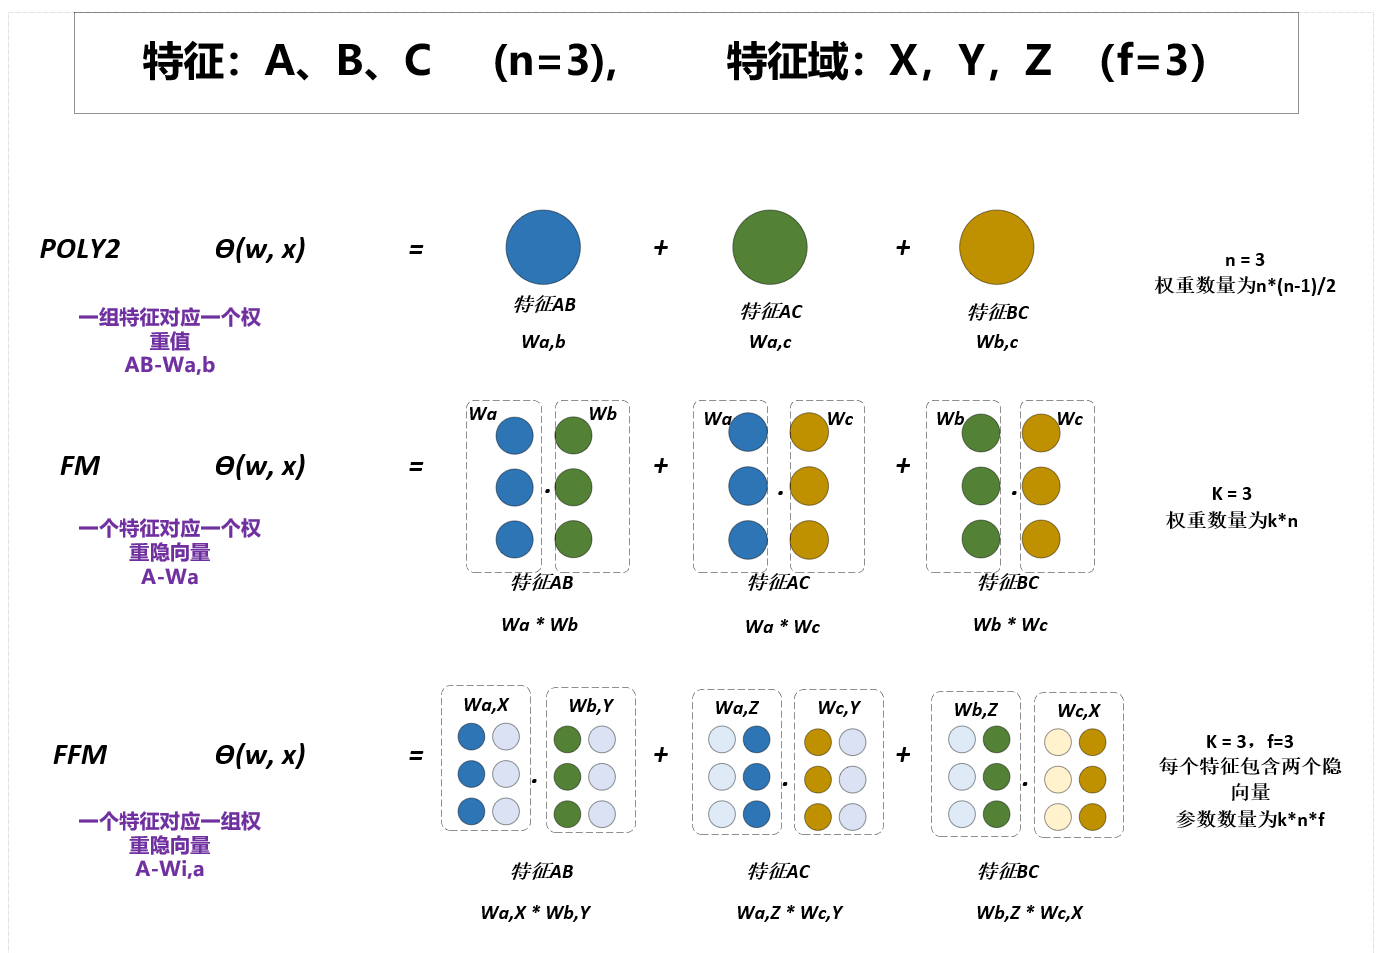 特征：A、B、C (n=3), 特征域：X，Y，Z (f=3)
POLY2 Θ(w, x) = + +
n = 3
权重数量为n*(n-1)/2
特征AB 特征AC 特征BC
一组特征对应一个权
重值
AB-Wa,b
Wa,b Wa,c Wb,c
Wa Wb Wa Wc Wb Wc
FM Θ(w, x) = . + . + .
K = 3
权重数量为k*n
一个特征对应一个权
重隐向量
A-Wa
特征AB 特征AC 特征BC
Wa * Wb Wa * Wc Wb * Wc
Wa,X Wb,Y Wa,Z Wc,Y Wb,Z Wc,X
FFM Θ(w, x) = . + . + .
K = 3，f=3
每个特征包含两个隐
向量
参数数量为k*n*f
一个特征对应一组权
重隐向量
A-Wi,a
特征AB 特征AC 特征BC
Wa,X * Wb,Y Wa,Z * Wc,Y Wb,Z * Wc,X